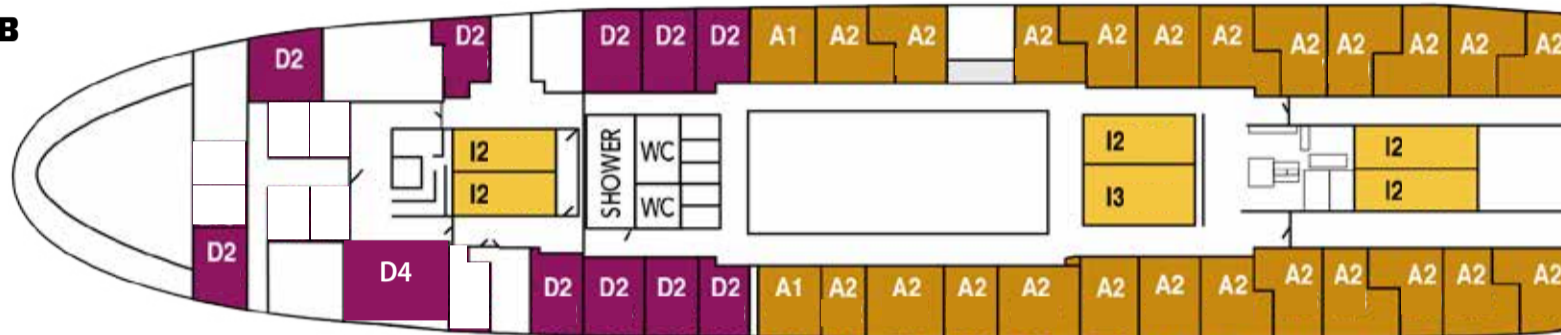 B
D2 D2 D2 D2 D2 A1 A2 A2 A2 A2 A2 A2 A2 A2 A2 A2 A2
I2 SHOWER WC I2 I2
I2 WC I3 I2
D2 D4 D2 D2 D2 D2 A1 A2 A2 A2 A2 A2 A2 A2 A2 A2 A2 A2 A2